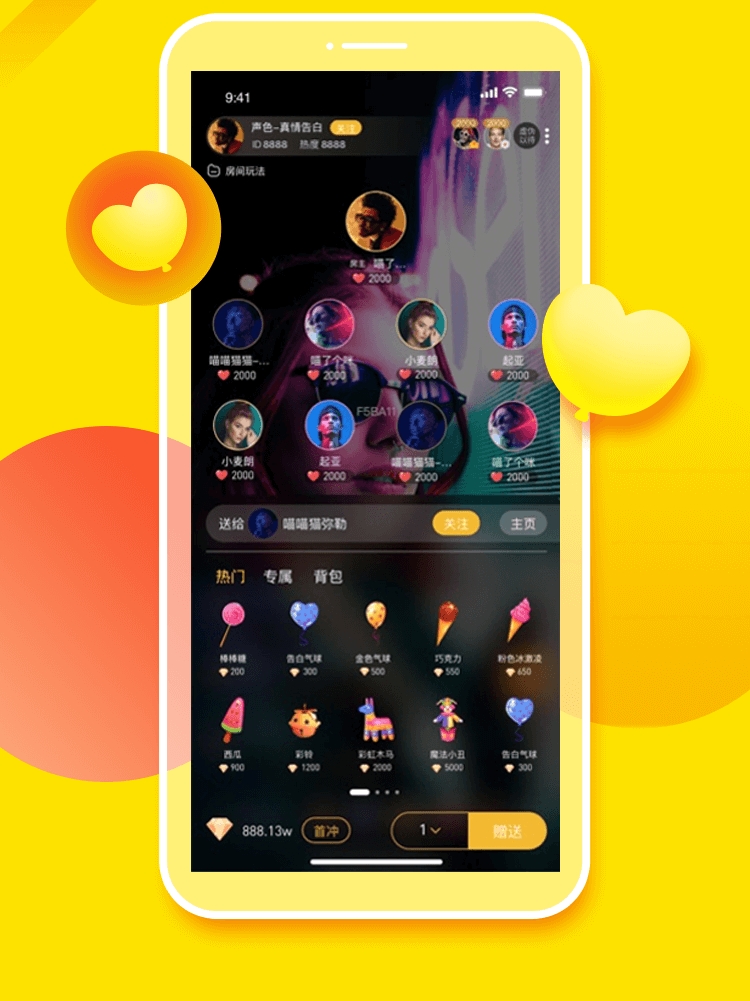 9:41
声色-真情告白 关注
ID 8888 热度 8888
2000 2000
虚伪
以待
房间玩法
房主 喵了...
2000
喵喵猫猫-... 喵了个咪 小麦朗 起亚
2000 2000 2000 2000
F5BA11
小麦朗 起亚 喵喵猫猫-... 喵了个咪
2000 2000 2000 2000
送给 喵喵猫弥勒 关注 主页
热门 专属 背包
棒棒糖 告白气球 金色气球 巧克力 粉色冰激凌
200 300 500 550 650
西瓜 彩铃 彩虹木马 魔法小丑 告白气球
900 1200 2000 5000 300
888.13w 首冲 1 赠送